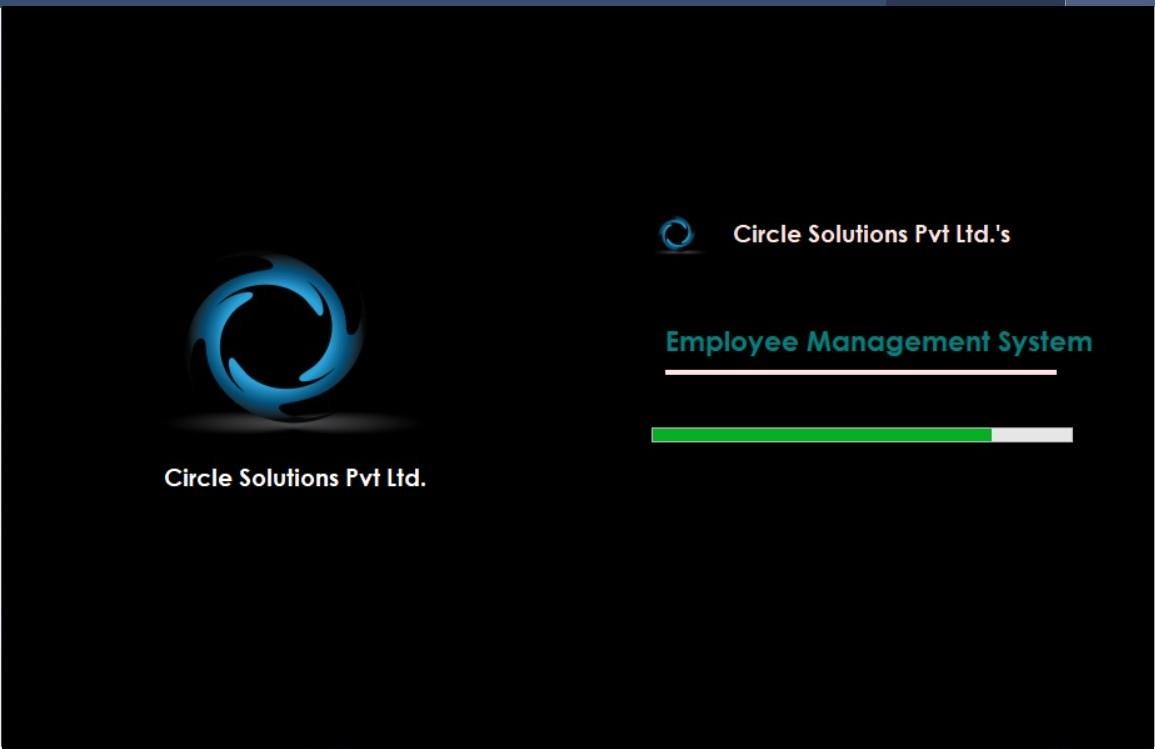 Circle Solutions Pvt Ltd.
Circle Solutions Pvt Ltd.'s
Employee Management System